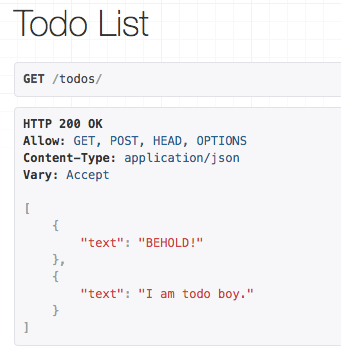 Todo List
GET /todos/
HTTP 200 OK
Allow: GET, POST, HEAD, OPTIONS
Content-Type: application/json
Vary: Accept
[
    {
        "text": "BEHOLD!"
    },
    {
        "text": "I am todo boy."
    }
]